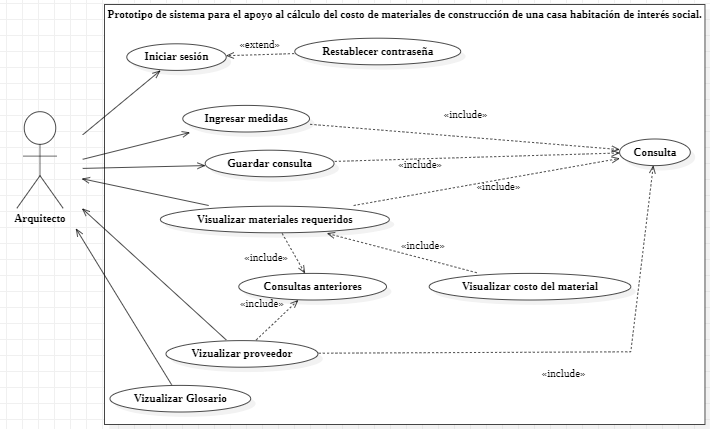 Prototipo de sistema para el apoyo al cálculo del costo de materiales de construcción de una casa habitación de interés social.
«extend»
Restablecer contraseña
Iniciar sesión
Ingresar medidas
«include»
Guardar consulta
«include»
Consulta
«include»
Arquitecto
Visualizar materiales requeridos
«include»
«include»
Consultas anteriores
Visualizar costo del material
«include»
Vizualizar proveedor
«include»
Vizualizar Glosario